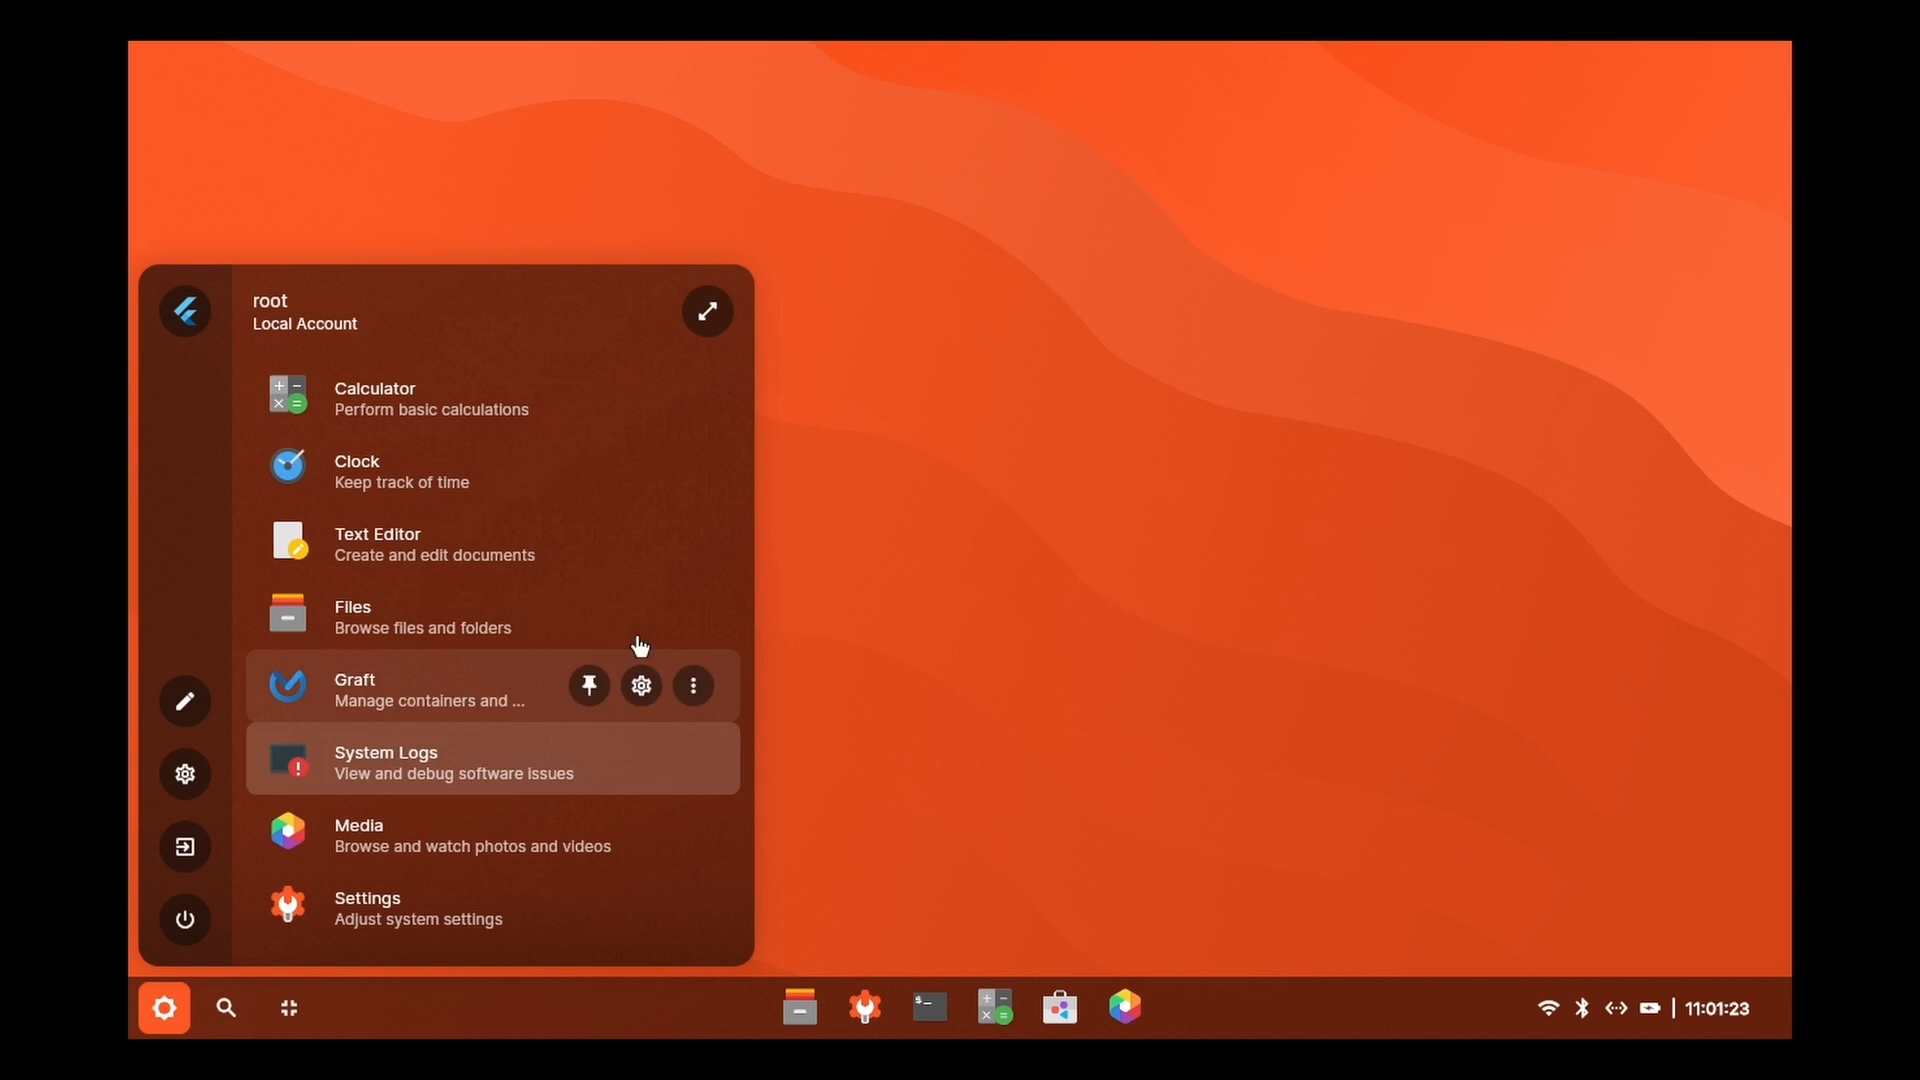 root
Local Account
Calculator
Perform basic calculations
Clock
Keep track of time
Text Editor
Create and edit documents
Files
Browse files and folders
Graft
Manage containers and ...
System Logs
View and debug software issues
Media
Browse and watch photos and videos
Settings
Adjust system settings
$_
11:01:23